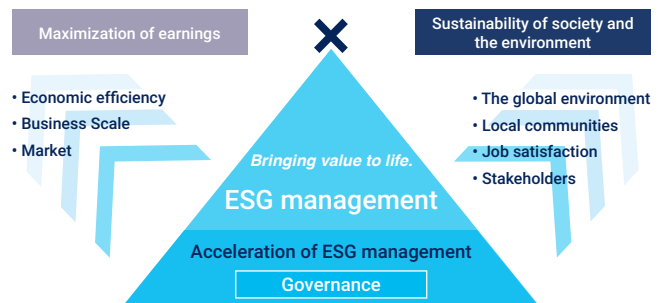 Maximization of earnings
Sustainability of society and
the environment
• Economic efficiency
• Business Scale
• Market
• The global environment
• Local communities
• Job satisfaction
• Stakeholders
Bringing value to life.
ESG management
Acceleration of ESG management
Governance